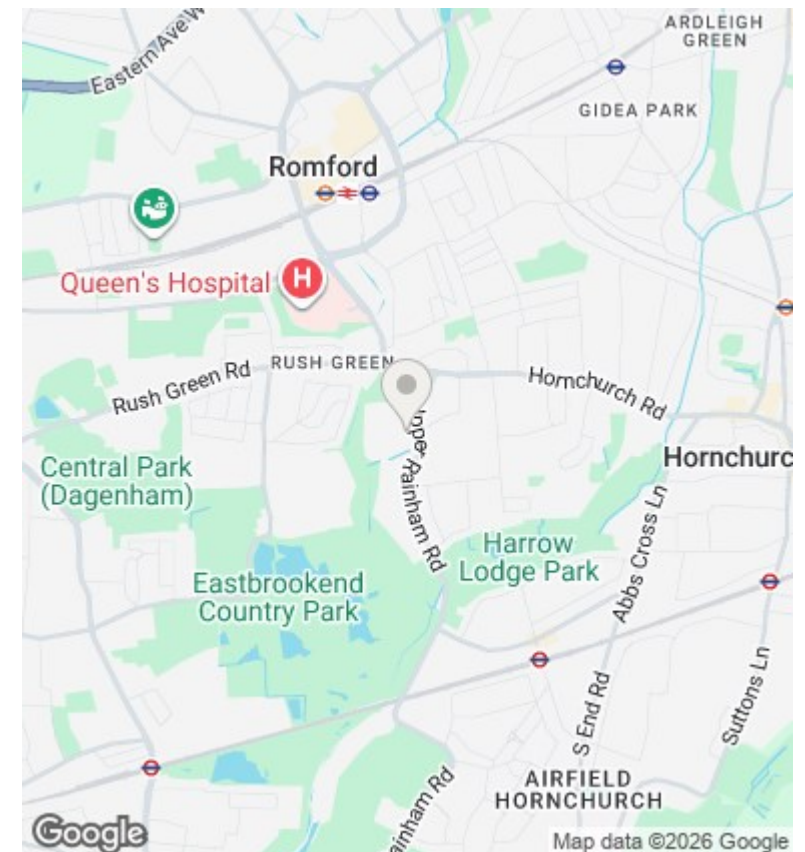 ARDLEIGH
GREEN
Eastern Ave W
GIDEA PARK
Romford
Queen's Hospital
H
RUSH GREEN
Rush Green Rd
Hornchurch Rd
Central Park
(Dagenham)
Hornchurc
Rainham Rd
Harrow
Lodge Park
Abbs Cross Ln
Eastbrookend
Country Park
S End Rd
Suttons Ln
AIRFIELD
HORNCHURCH
ainham Rd
Google
Map data ©2026 Google